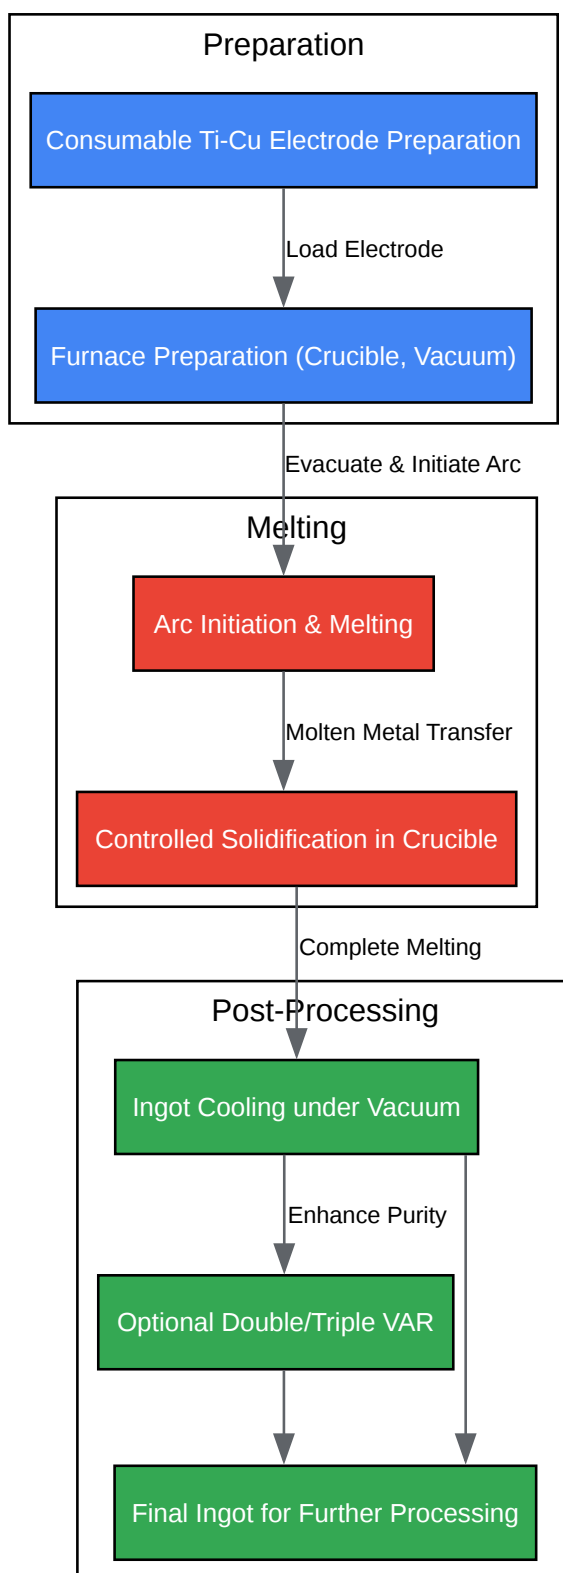 Preparation
Consumable Ti-Cu Electrode Preparation
Load Electrode
Furnace Preparation (Crucible, Vacuum)
Evacuate & Initiate Arc
Melting
Arc Initiation & Melting
Molten Metal Transfer
Controlled Solidification in Crucible
Complete Melting
Post-Processing
Ingot Cooling under Vacuum
Enhance Purity
Optional Double/Triple VAR
Final Ingot for Further Processing